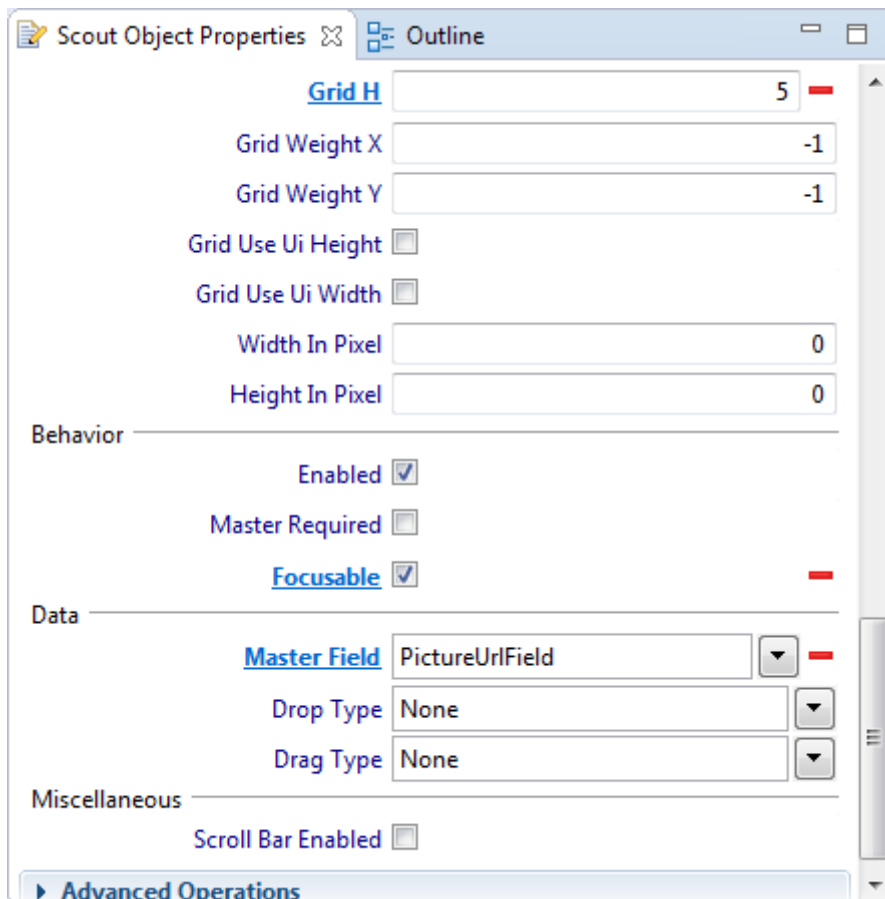 Scout Object Properties Outline
Grid H 5
Grid Weight X -1
Grid Weight Y -1
Grid Use Ui Height
Grid Use Ui Width
Width In Pixel 0
Height In Pixel 0
Behavior
Enabled
Master Required
Focusable
Data
Master Field PictureUrlField
Drop Type None
Drag Type None
Miscellaneous
Scroll Bar Enabled
Advanced Operations